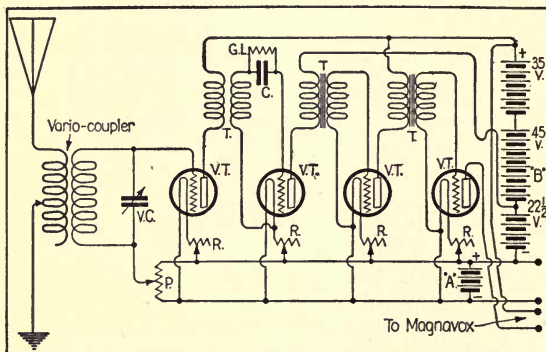 G.L.
C.
T.
T.
T.
+
35
V.
45
V.
"B"
22½
V.
-
Vario-coupler
V.T.
V.T.
V.T.
V.T.
V.C.
R.
R.
R.
R.
P.
"A"
+
-
To Magnavox